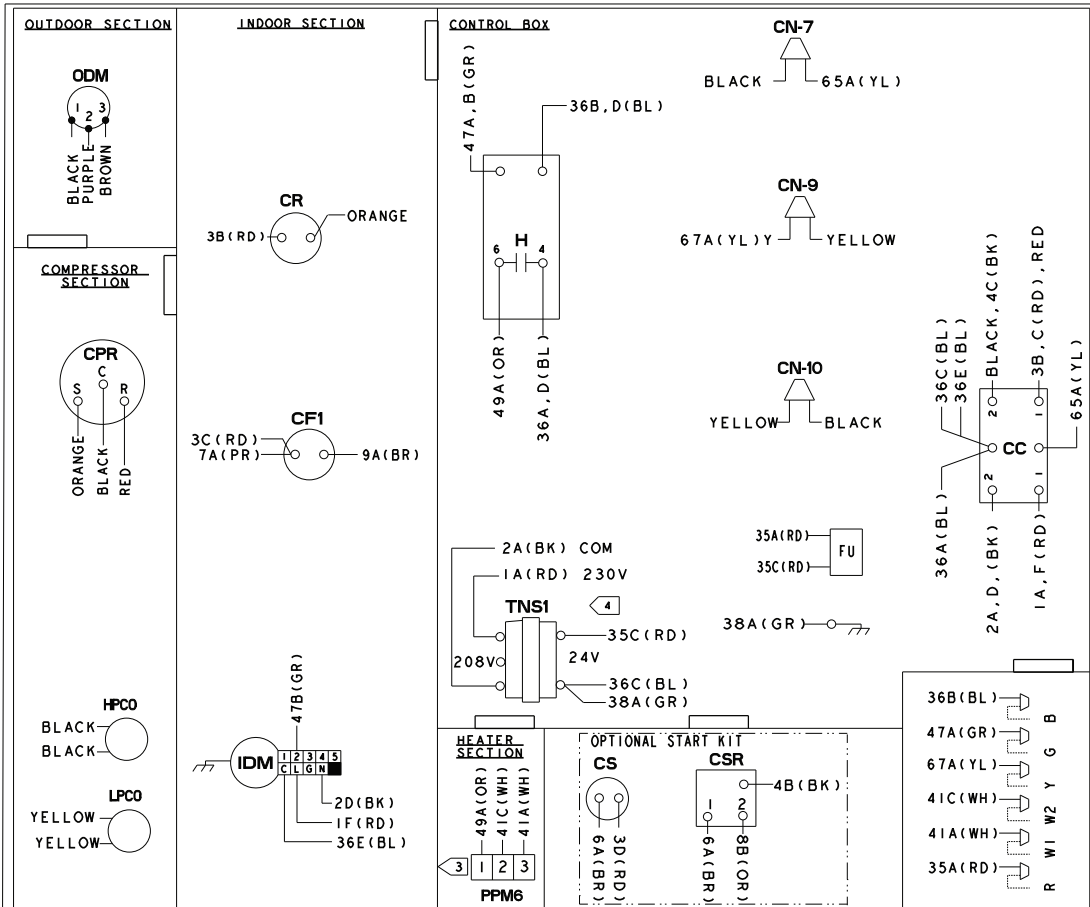 OUTDOOR SECTION
ODM
1 2 3
BLACK
PURPLE
BROWN
COMPRESSOR
SECTION
CPR
C
S R
ORANGE
BLACK
RED
HPCO
BLACK
BLACK
LPCO
YELLOW
YELLOW
INDOOR SECTION
CR
3B(RD) ORANGE
CF1
3C(RD)
7A(PR) 9A(BR)
47B(GR)
IDM
1 2 3 4 5
C L G N
2D(BK)
1F(RD)
36E(BL)
CONTROL BOX
47A,B(GR)
36B,D(BL)
H
6 4
49A(OR)
36A,D(BL)
CN-7
BLACK 65A(YL)
CN-9
67A(YL)Y YELLOW
CN-10
YELLOW BLACK
36C(BL)
36E(BL)
BLACK,4C(BK)
3B,C(RD),RED
65A(YL)
2 1
CC
2 1
36A(BL)
2A,D,(BK)
1A,F(RD)
35A(RD)
35C(RD)
FU
38A(GR)
2A(BK) COM
1A(RD) 230V
TNS1
4
35C(RD)
208V 24V
36C(BL)
38A(GR)
HEATER
SECTION
49A(OR)
41C(WH)
41A(WH)
3
1 2 3
PPM6
OPTIONAL START KIT
CS
6A(BR)
3D(RD)
CSR
4B(BK)
1 2
6A(BR)
8B(OR)
36B(BL) B
47A(GR) G
67A(YL) Y
41C(WH) W2
41A(WH) W1
35A(RD) R